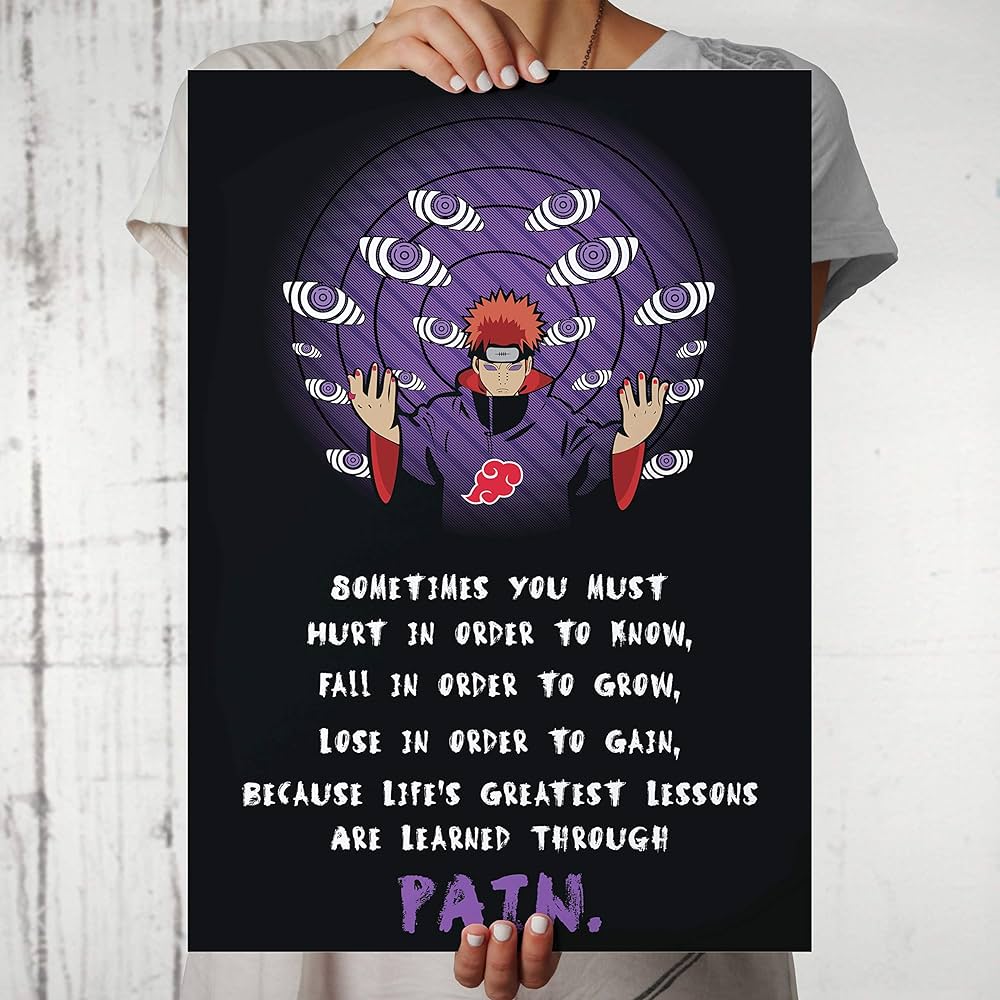 SOMETIMES YOU MUST
HURT IN ORDER TO KNOW,
FALL IN ORDER TO GROW,
LOSE IN ORDER TO GAIN,
BECAUSE LIFE'S GREATEST LESSONS
ARE LEARNED THROUGH
PAIN.